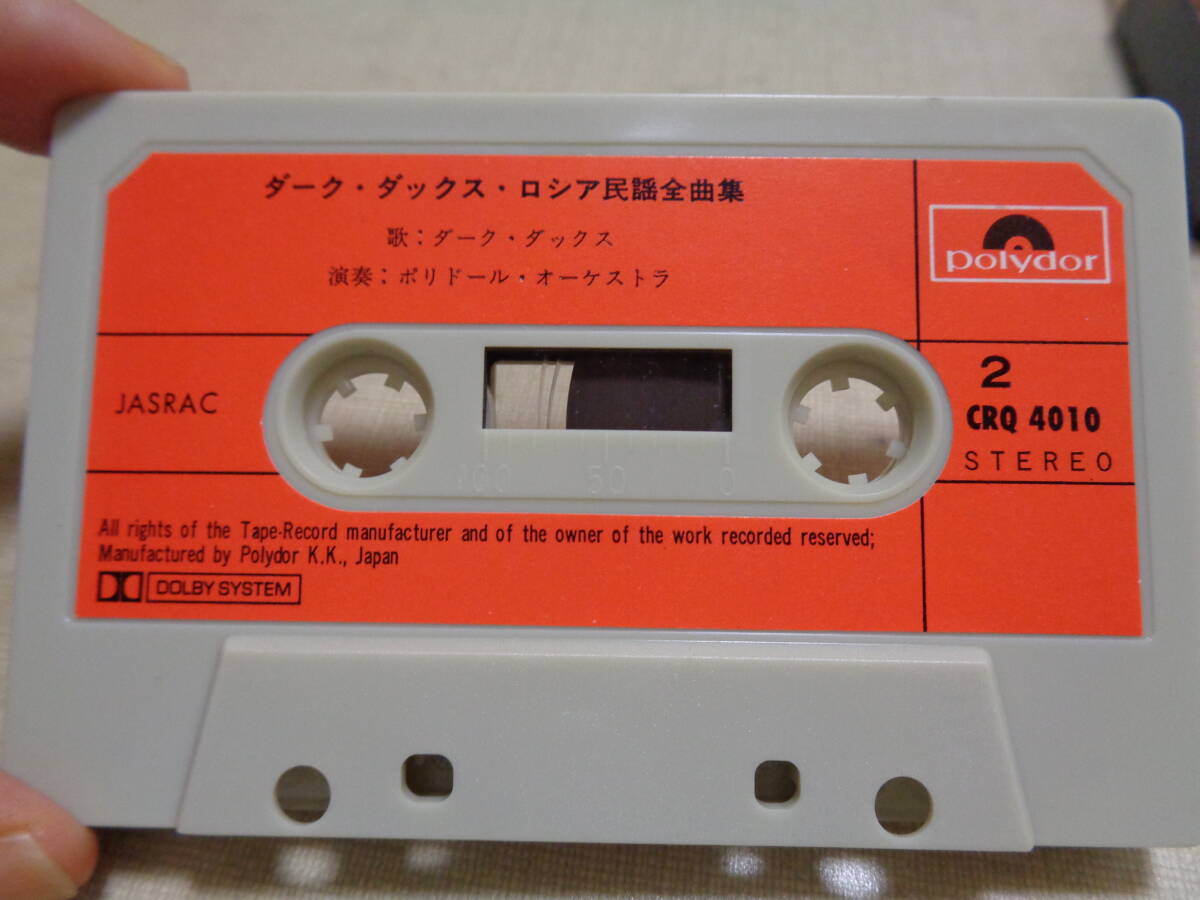 ダーク・ダックス・ロシア民謡全曲集
歌：ダーク・ダックス
演奏：ポリドール・オーケストラ
polydor
JASRAC
2
CRQ 4010
STEREO
100 50 0
All rights of the Tape-Record manufacturer and of the owner of the work recorded reserved;
Manufactured by Polydor K.K., Japan
DOLBY SYSTEM